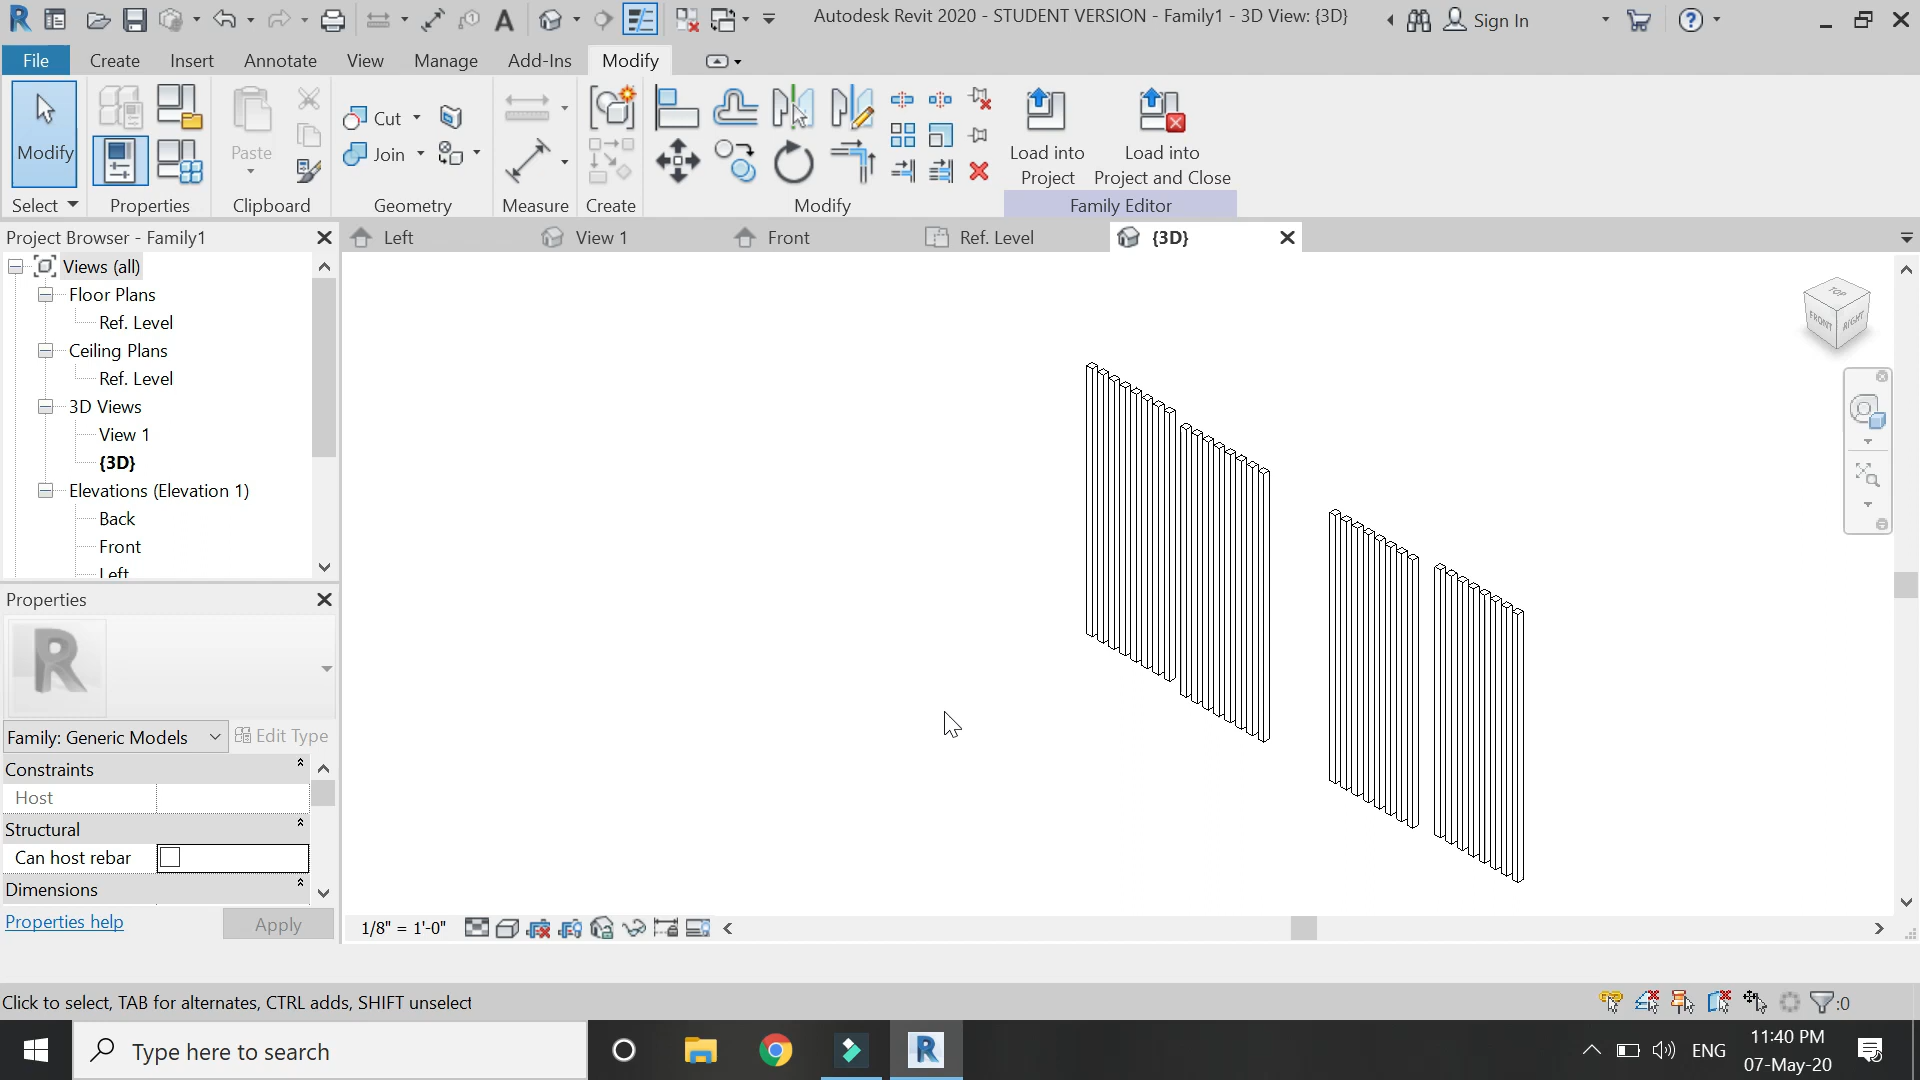 Autodesk Revit 2020 - STUDENT VERSION - Family1 - 3D View: {3D}
Sign In
File
Create
Insert
Annotate
View
Manage
Add-Ins
Modify
Modify
Paste
Cut
Join
Load into
Project
Load into
Project and Close
Select
Properties
Clipboard
Geometry
Measure
Create
Modify
Family Editor
Project Browser - Family1
Left
View 1
Front
Ref. Level
{3D}
Views (all)
Floor Plans
Ref. Level
Ceiling Plans
Ref. Level
3D Views
View 1
{3D}
Elevations (Elevation 1)
Back
Front
Left
TOP
FRONT
RIGHT
Properties
R
Family: Generic Models
Edit Type
Constraints
Host
Structural
Can host rebar
Dimensions
Properties help
Apply
1/8" = 1'-0"
Click to select, TAB for alternates, CTRL adds, SHIFT unselect
:0
Type here to search
ENG
11:40 PM
07-May-20